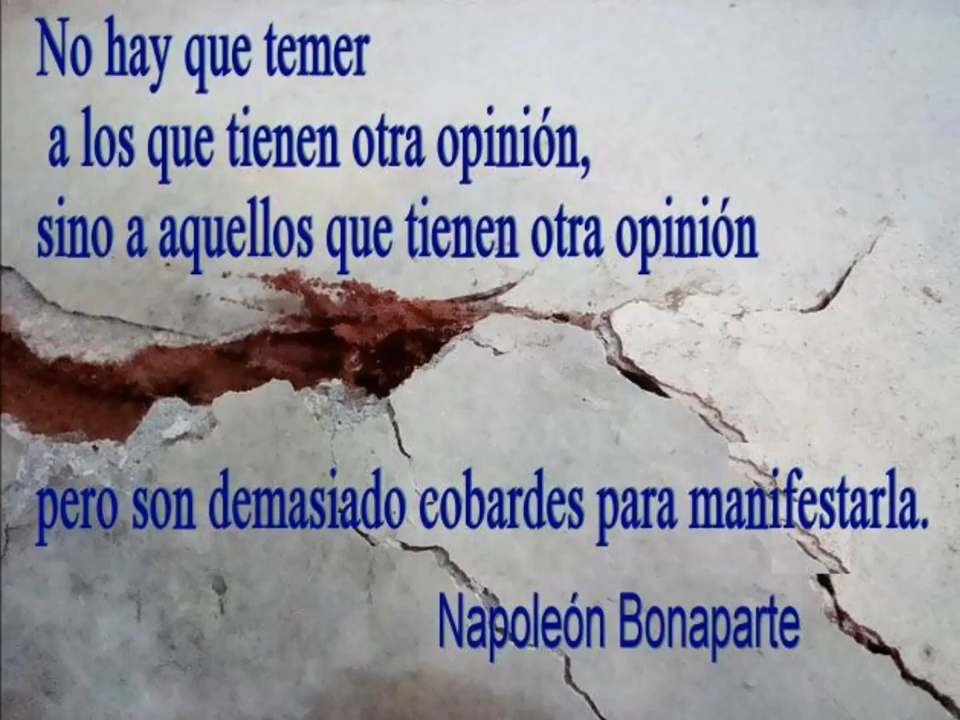 No hay que temer
a los que tienen otra opinión,
sino a aquellos que tienen otra opinión
pero son demasiado cobardes para manifestarla.
Napoleón Bonaparte